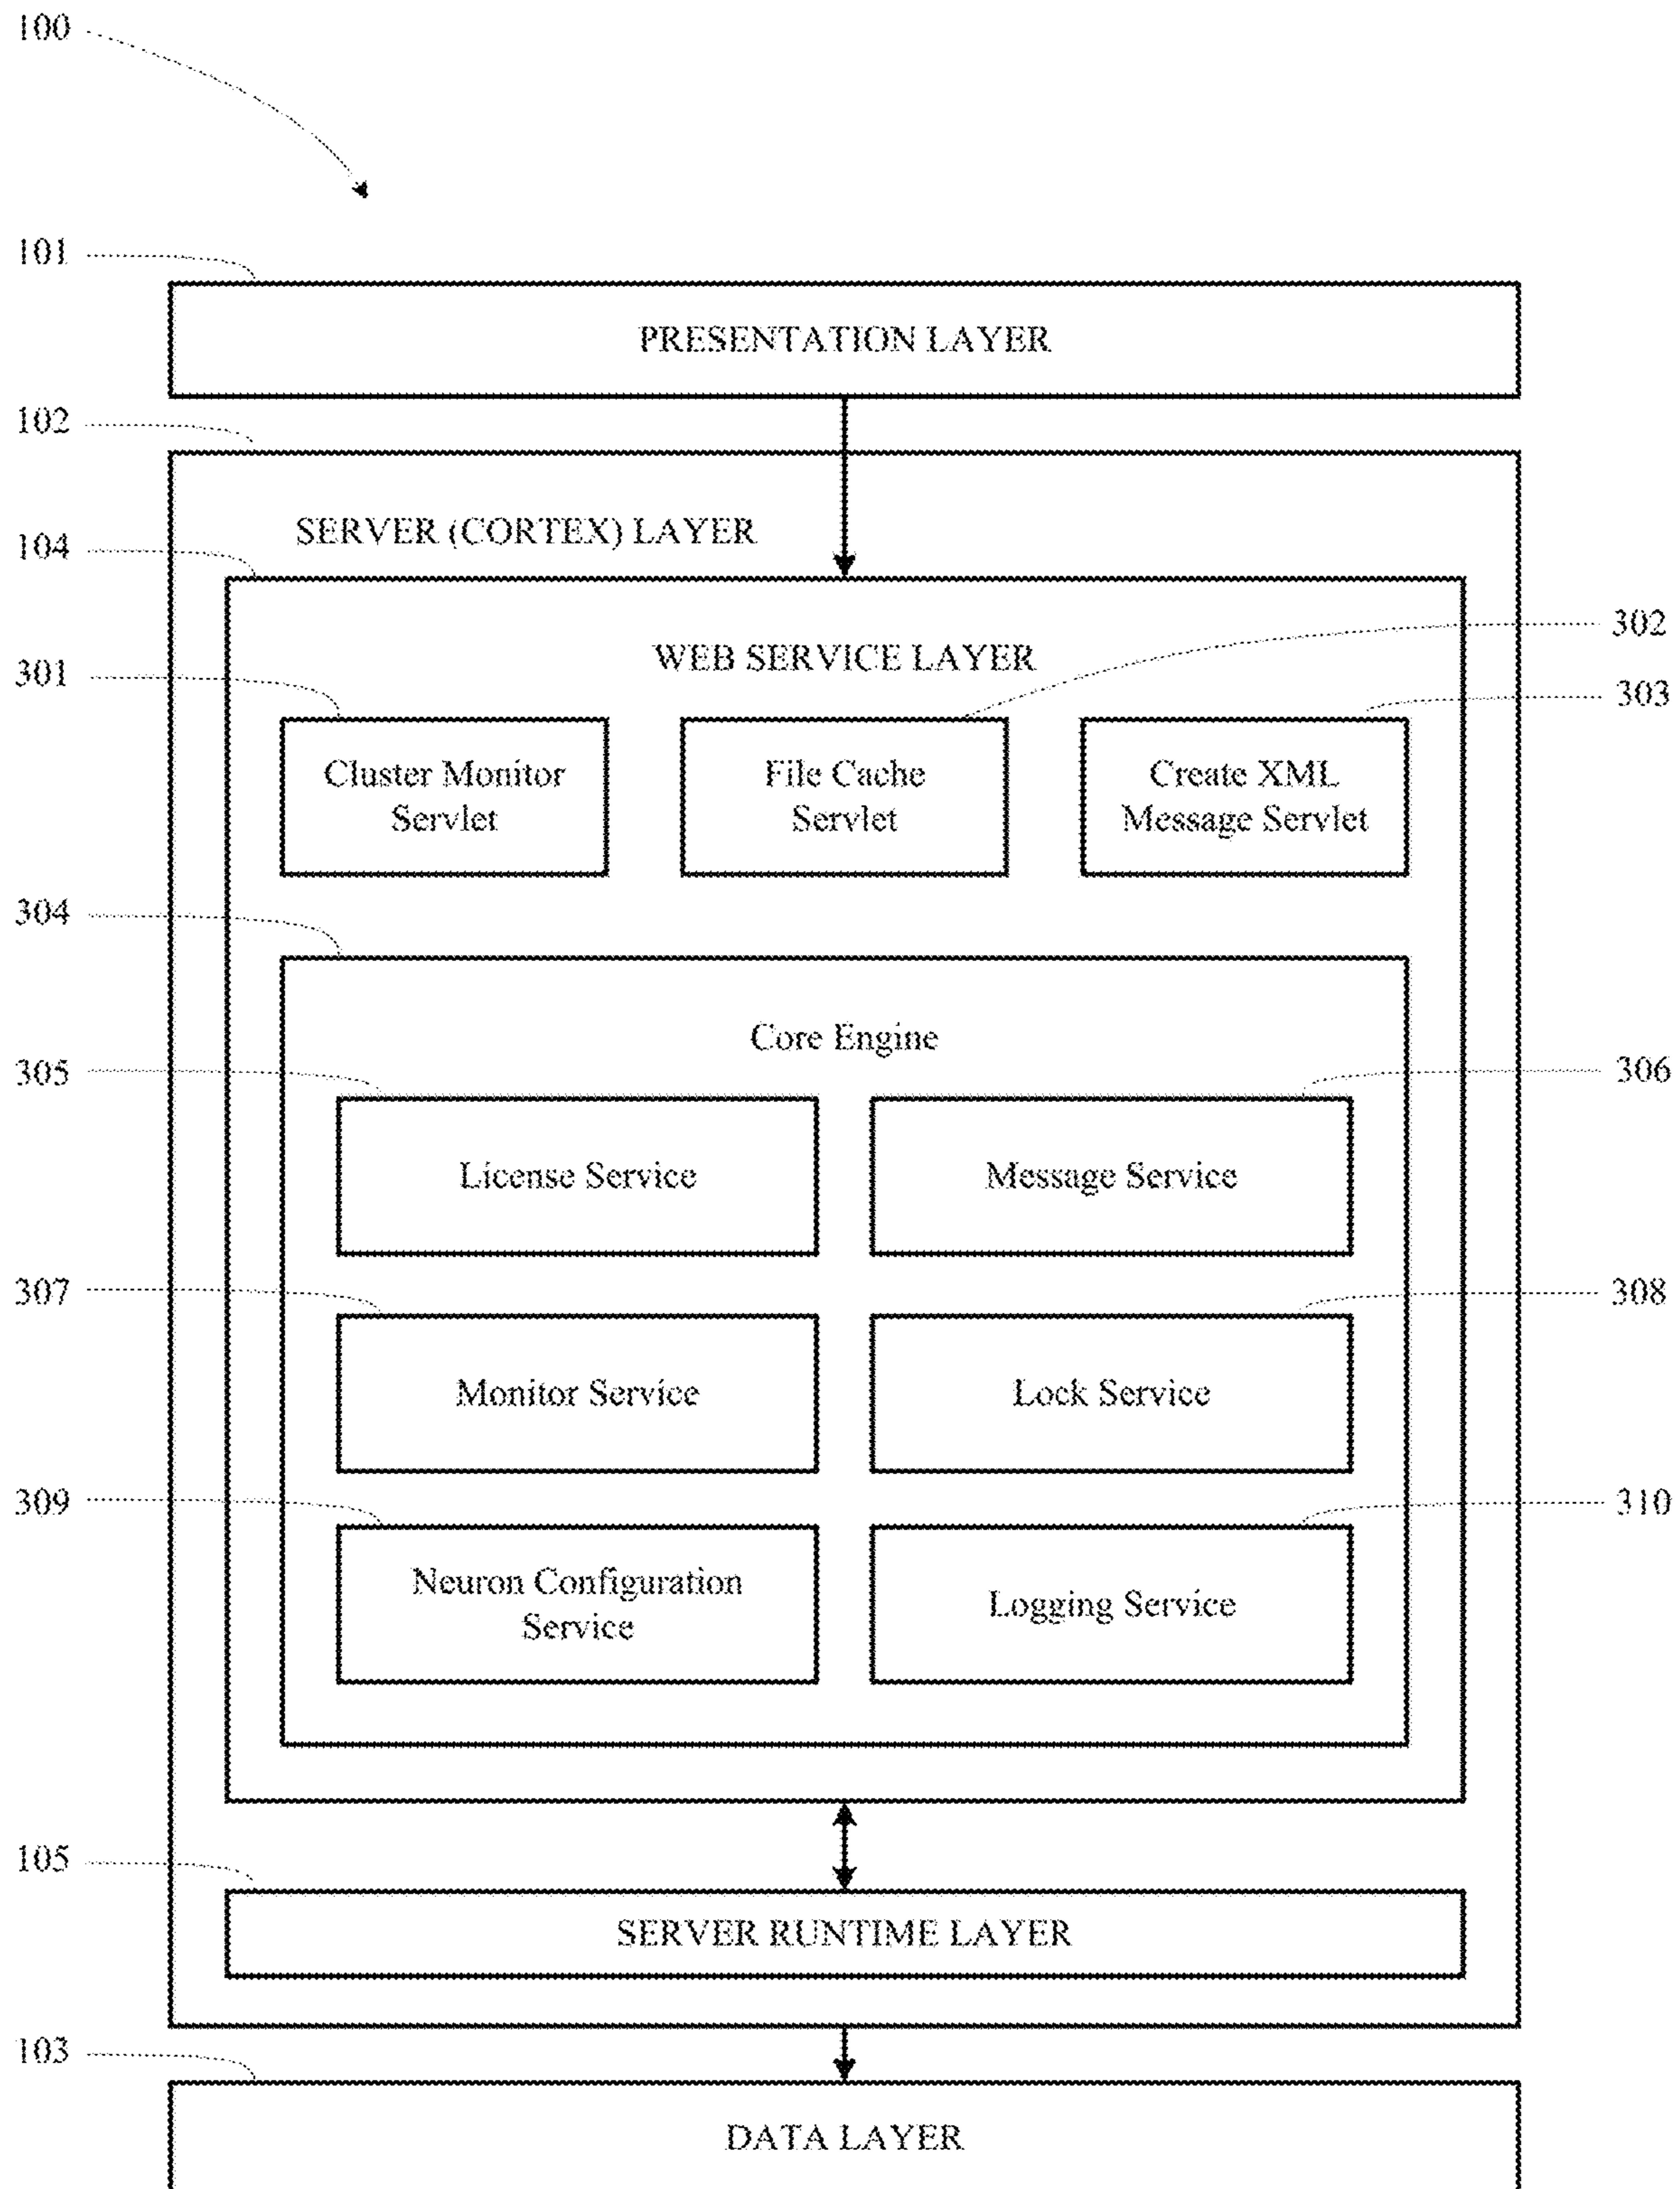 100
101
PRESENTATION LAYER
102
SERVER (CORTEX) LAYER
104
302
WEB SERVICE LAYER
301
303
Cluster Monitor
Servlet
File Cache
Servlet
Create XML
Message Servlet
304
Core Engine
305
306
License Service
Message Service
307
308
Monitor Service
Lock Service
309
310
Neuron Configuration
Service
Logging Service
105
SERVER RUNTIME LAYER
103
DATA LAYER